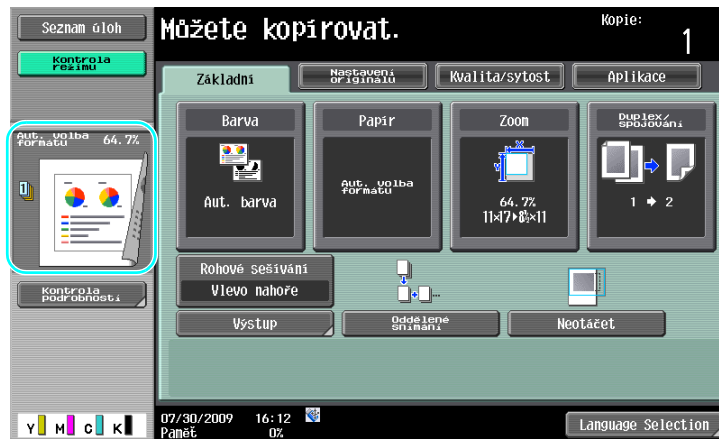 Seznam úloh
Kontrola
režimu
Můžete kopírovat.
Kopie:
1
Základní
Nastavení
originálu
Kvalita/sytost
Aplikace
Aut. volba
formátu
64.7%
Kontrola
podrobností
Barva
Aut. barva
Papír
Aut. volba
formátu
Zoom
64.7%
11×17▸8½×11
Duplex/
spojování
1 ➔ 2
Rohové sešívání
Vlevo nahoře
Výstup
Oddělené
snímání
Neotáčet
Y M C K
07/30/2009 16:12
Paměť 0%
Language Selection